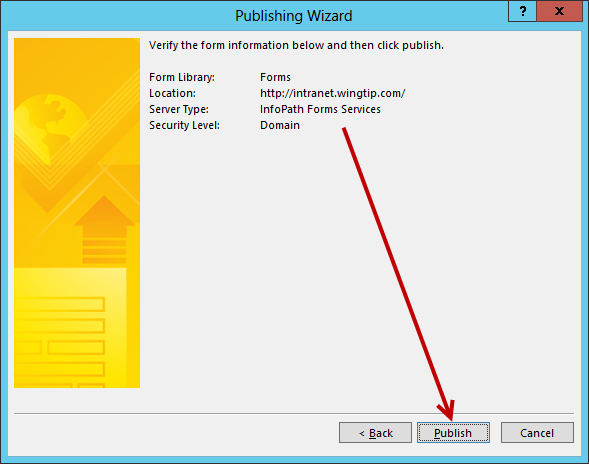 Publishing Wizard
? X
Verify the form information below and then click publish.
Form Library: Forms
Location: http://intranet.wingtip.com/
Server Type: InfoPath Forms Services
Security Level: Domain
< Back Publish Cancel